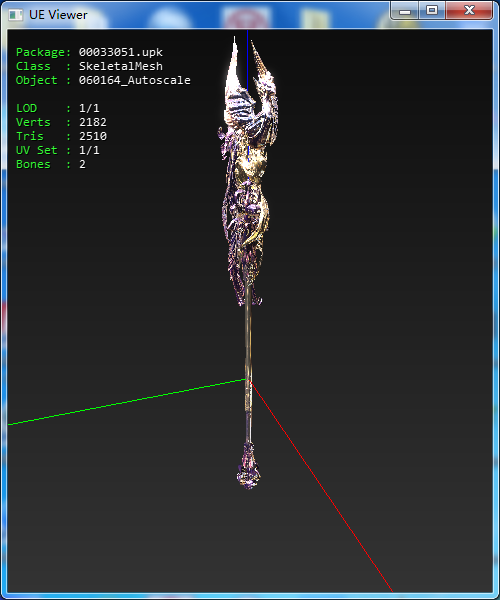 UE Viewer
Package: 00033051.upk
Class  : SkeletalMesh
Object : 060164_Autoscale
LOD    : 1/1
Verts  : 2182
Tris   : 2510
UV Set : 1/1
Bones  : 2